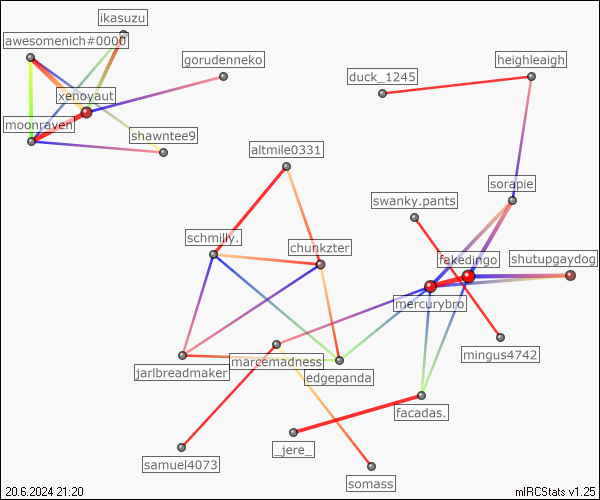 ikasuzu
awesomenich#0000
gorudenneko
heighleaigh
duck_1245
xenoyaut
moonraven
shawntee9
altmile0331
sorapie
swanky.pants
schmilly.
chunkzter
fakedingo
shutupgaydog
mercurybro
mingus4742
marcemadness
jarlbreadmaker
edgepanda
facadas.
_jere_
samuel4073
somass
20.6.2024 21:20
mIRCStats v1.25